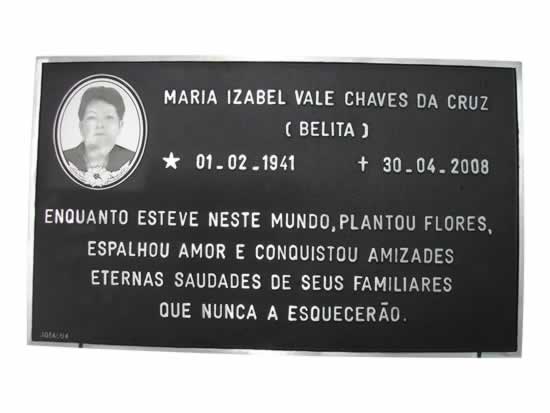 MARIA IZABEL VALE CHAVES DA CRUZ
( BELITA )
★ 01-02-1941 † 30-04-2008
ENQUANTO ESTEVE NESTE MUNDO, PLANTOU FLORES,
ESPALHOU AMOR E CONQUISTOU AMIZADES
ETERNAS SAUDADES DE SEUS FAMILIARES
QUE NUNCA A ESQUECERÃO.